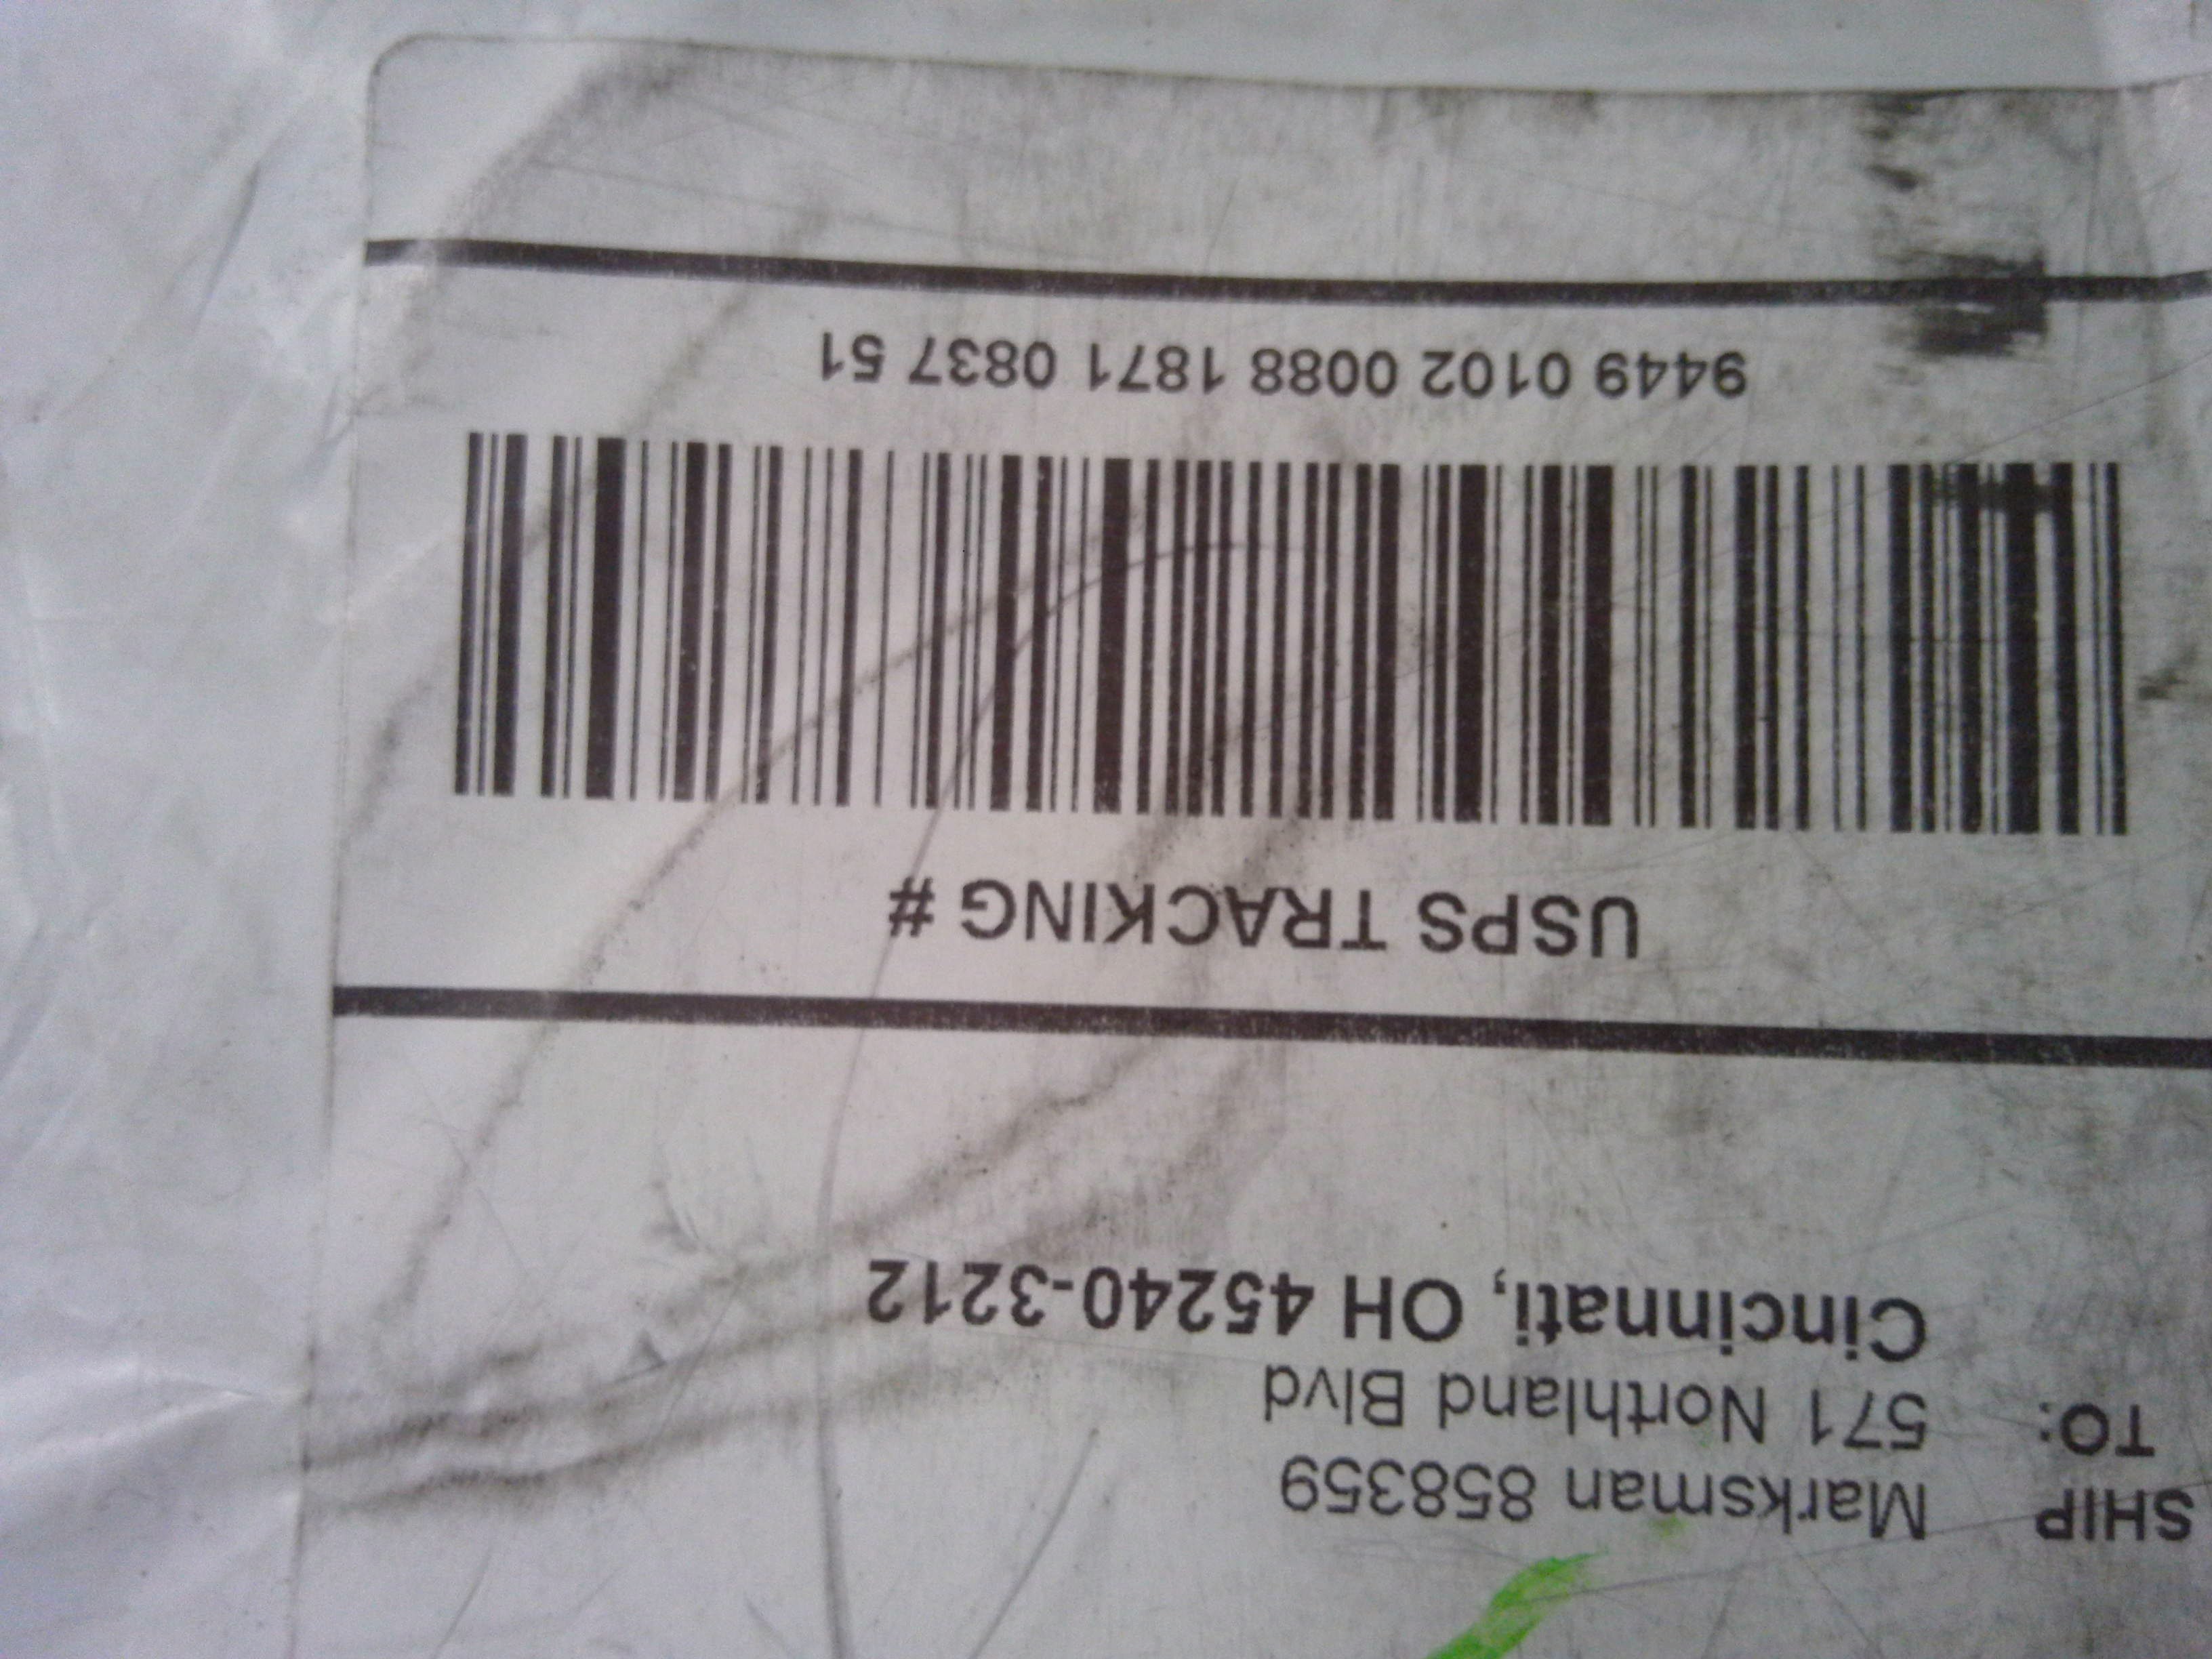 SHIP
TO:
Marksman 858359
571 Northland Blvd
Cincinnati, OH 45240-3212
USPS TRACKING #
9449 0102 0088 1871 0837 51